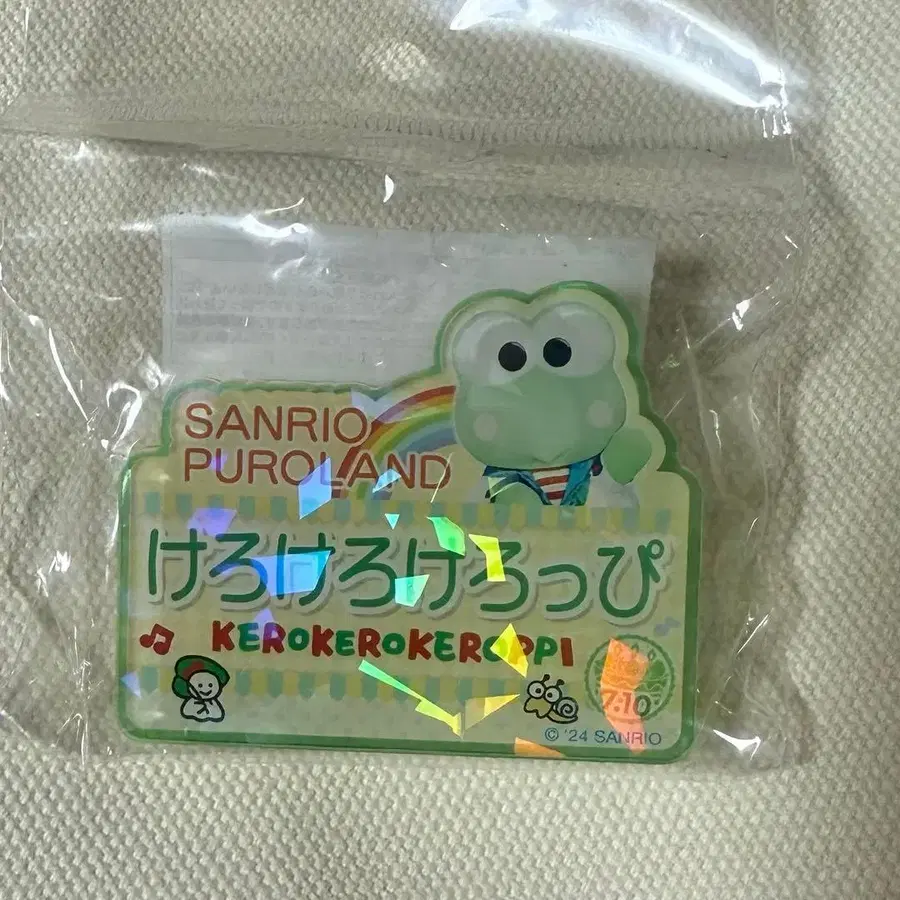 SANRIO
PUROLAND
けろけろけろっぴ
KEROKEROKEROPPI
7.10
© '24 SANRIO